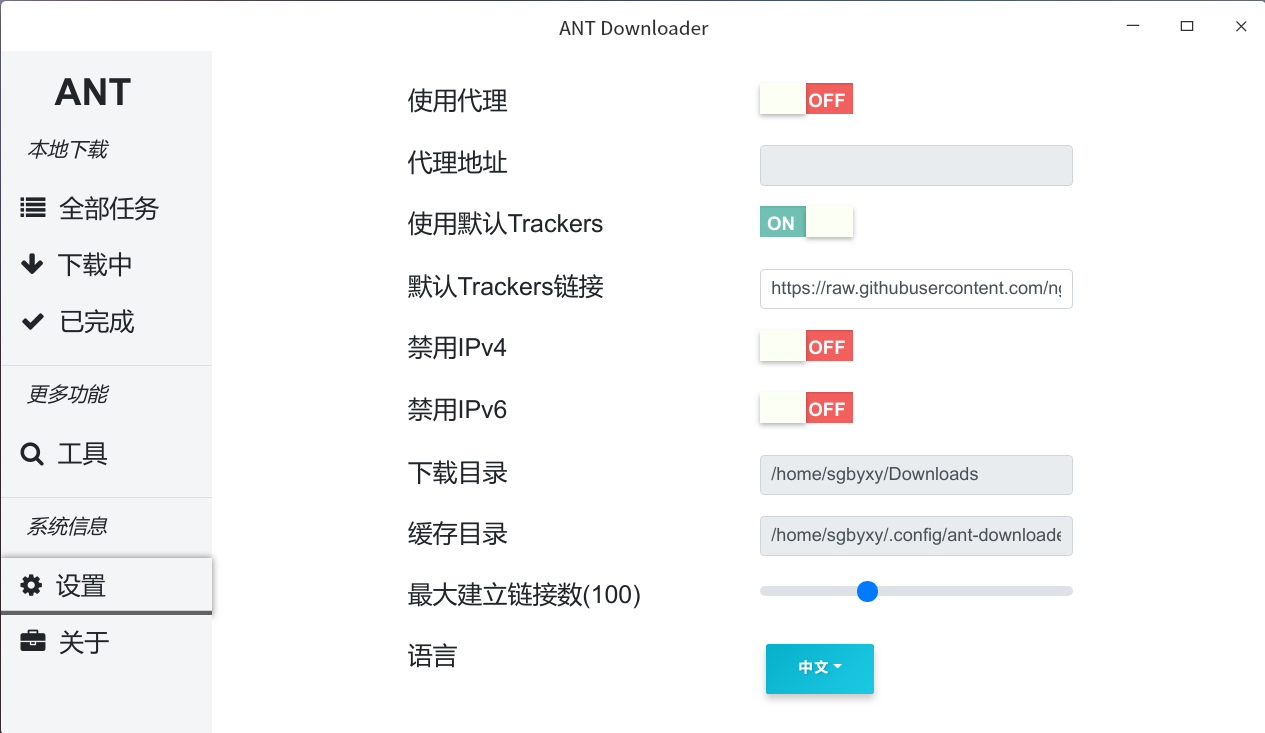 ANT Downloader
ANT
本地下载
全部任务
下载中
已完成
更多功能
工具
系统信息
设置
关于
使用代理 OFF
代理地址
使用默认Trackers ON
默认Trackers链接 https://raw.githubusercontent.com/ng
禁用IPv4 OFF
禁用IPv6 OFF
下载目录 /home/sgbyxy/Downloads
缓存目录 /home/sgbyxy/.config/ant-downloade
最大建立链接数(100)
语言 中文